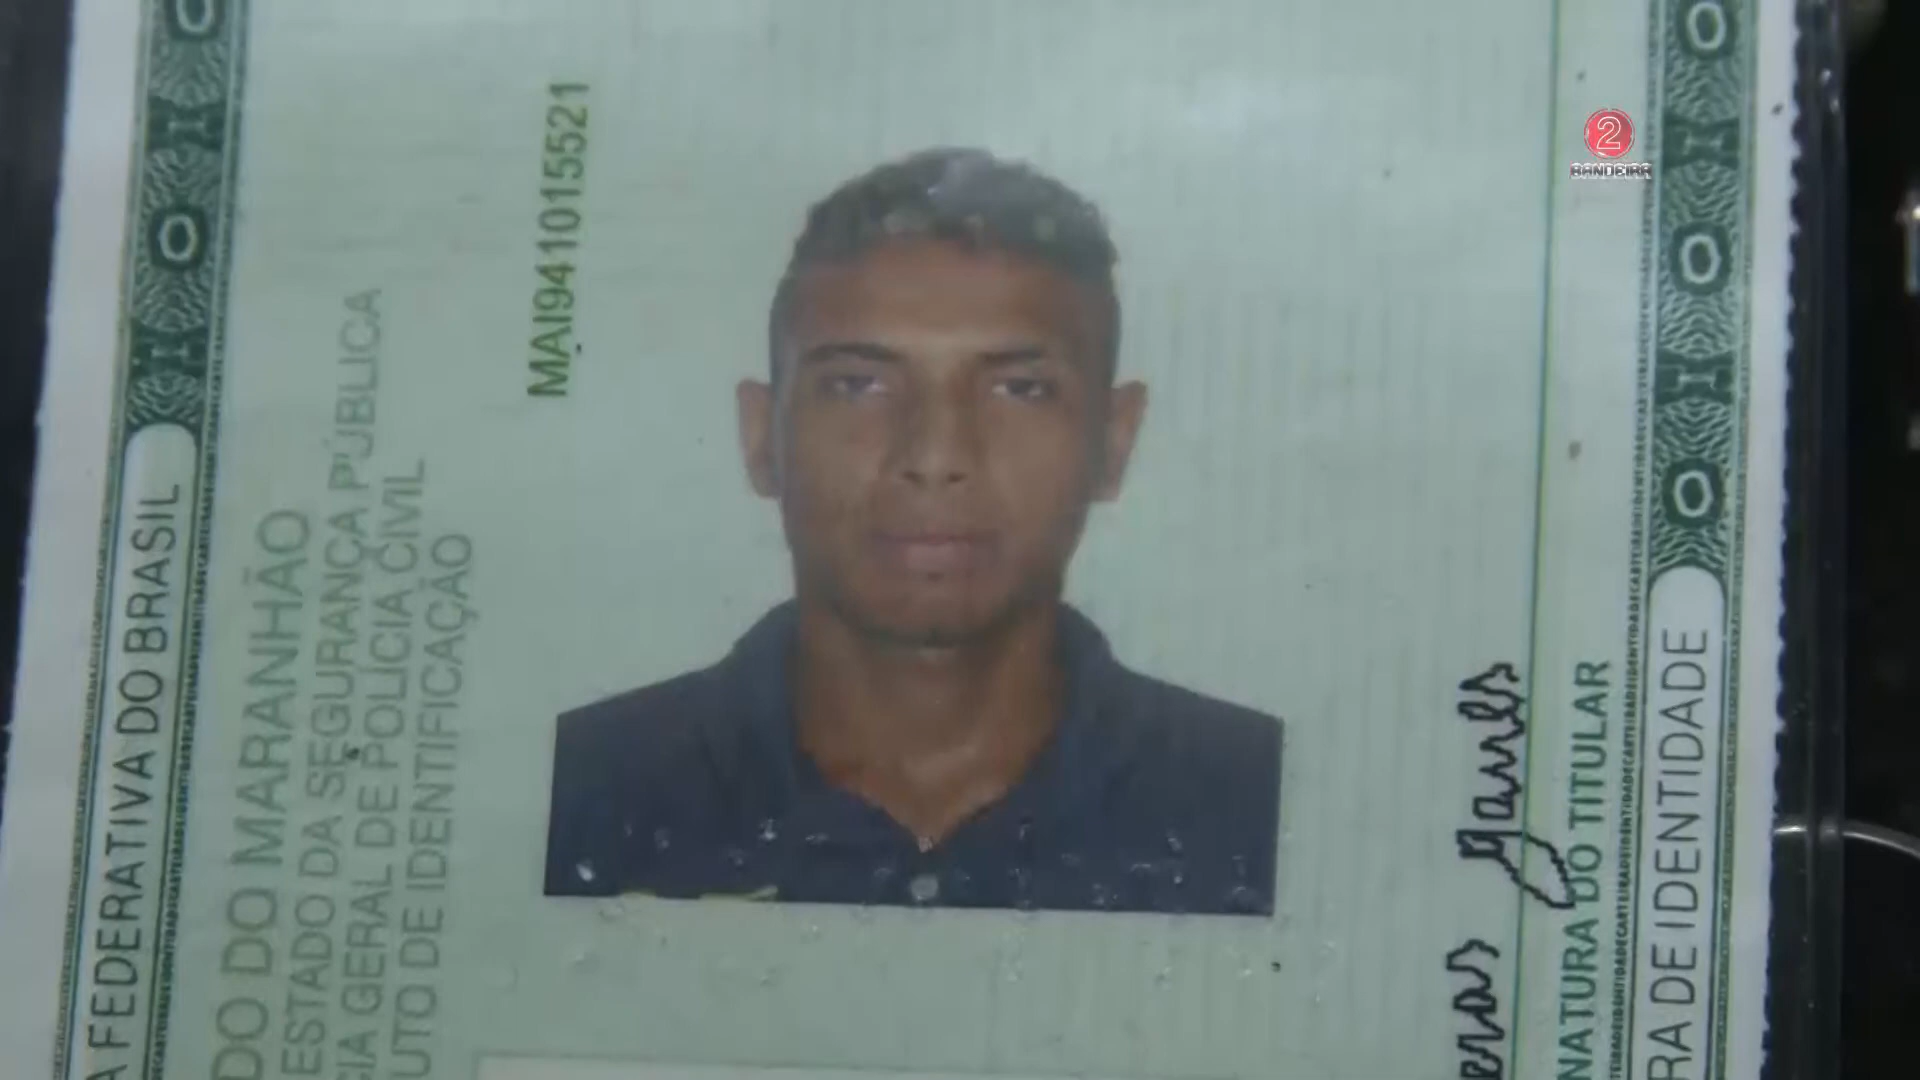 A FEDERATIVA DO BRASIL
DO DO MARANHÃO
ESTADO DA SEGURANÇA PÚBLICA
CIA GERAL DE POLÍCIA CIVIL
UTO DE IDENTIFICAÇÃO
MAI941015521
2
BANDEIRA
NATURA DO TITULAR
RA DE IDENTIDADE